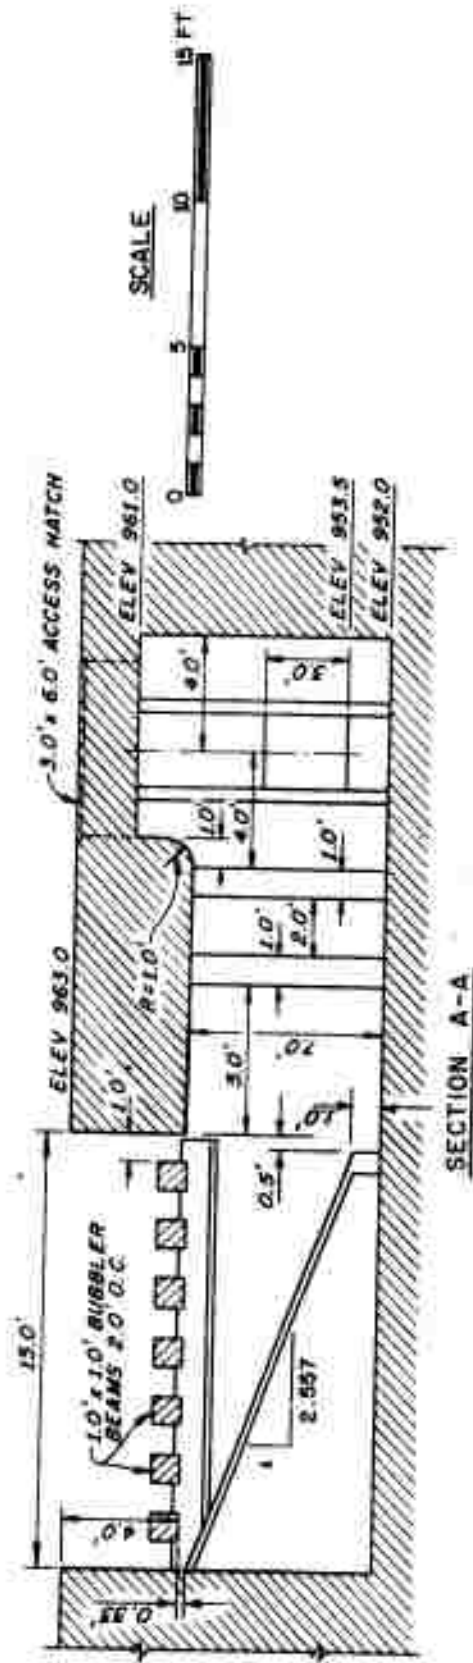 15.0'
ELEV 963.0
3.0' x 6.0' ACCESS HATCH
ELEV 961.0
1.0' x 1.0' BUBBLER
BEAMS 2.0' O.C.
4.0'
1.0'
R=1.0'
1.0'
4.0'
4.0'
0.33'
5.0'
7.0'
1.0'
2.0'
1.0'
3.0'
0.5'
1.0'
1
2.557
ELEV 953.5
ELEV 952.0
SECTION A-A
SCALE
0 5 10 15 FT